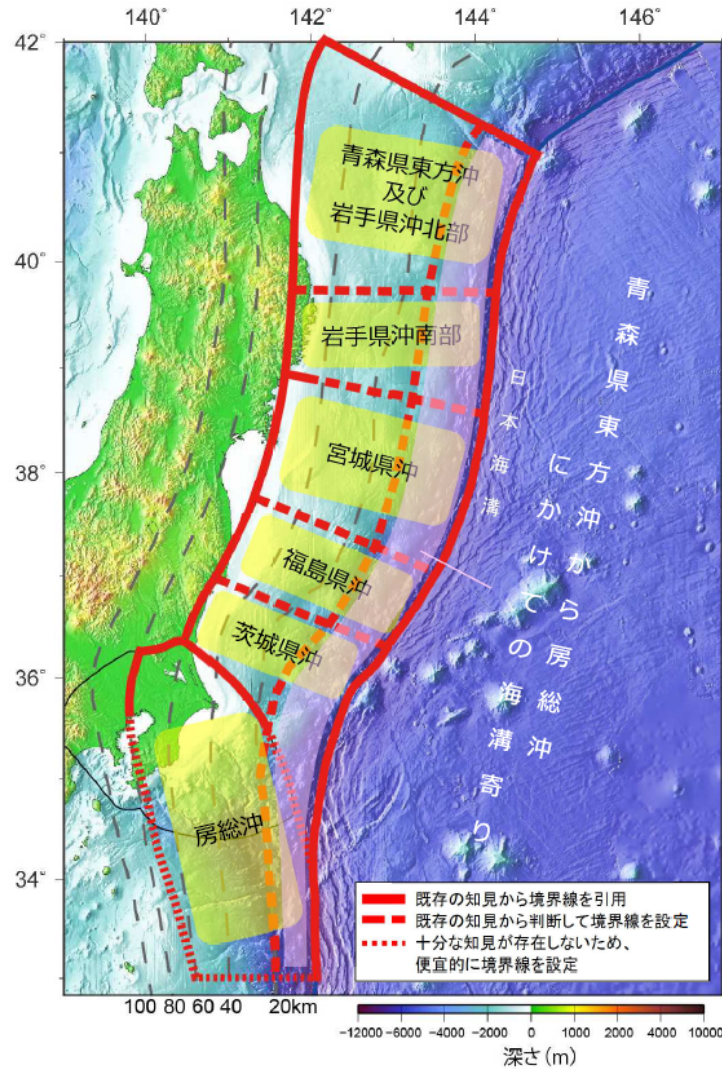 140° 142° 144° 146°
42°
40°
38°
36°
34°
青森県東方沖
及び
岩手県沖北部
岩手県沖南部
宮城県沖
福島県沖
茨城県沖
房総沖
日本海溝
青森県東方沖から房総沖
にかけての海溝寄り
既存の知見から境界線を引用
既存の知見から判断して境界線を設定
十分な知見が存在しないため、
便宜的に境界線を設定
100 80 60 40 20km
-12000 -6000 -4000 -2000 0 1000 2000 4000 10000
深さ(m)